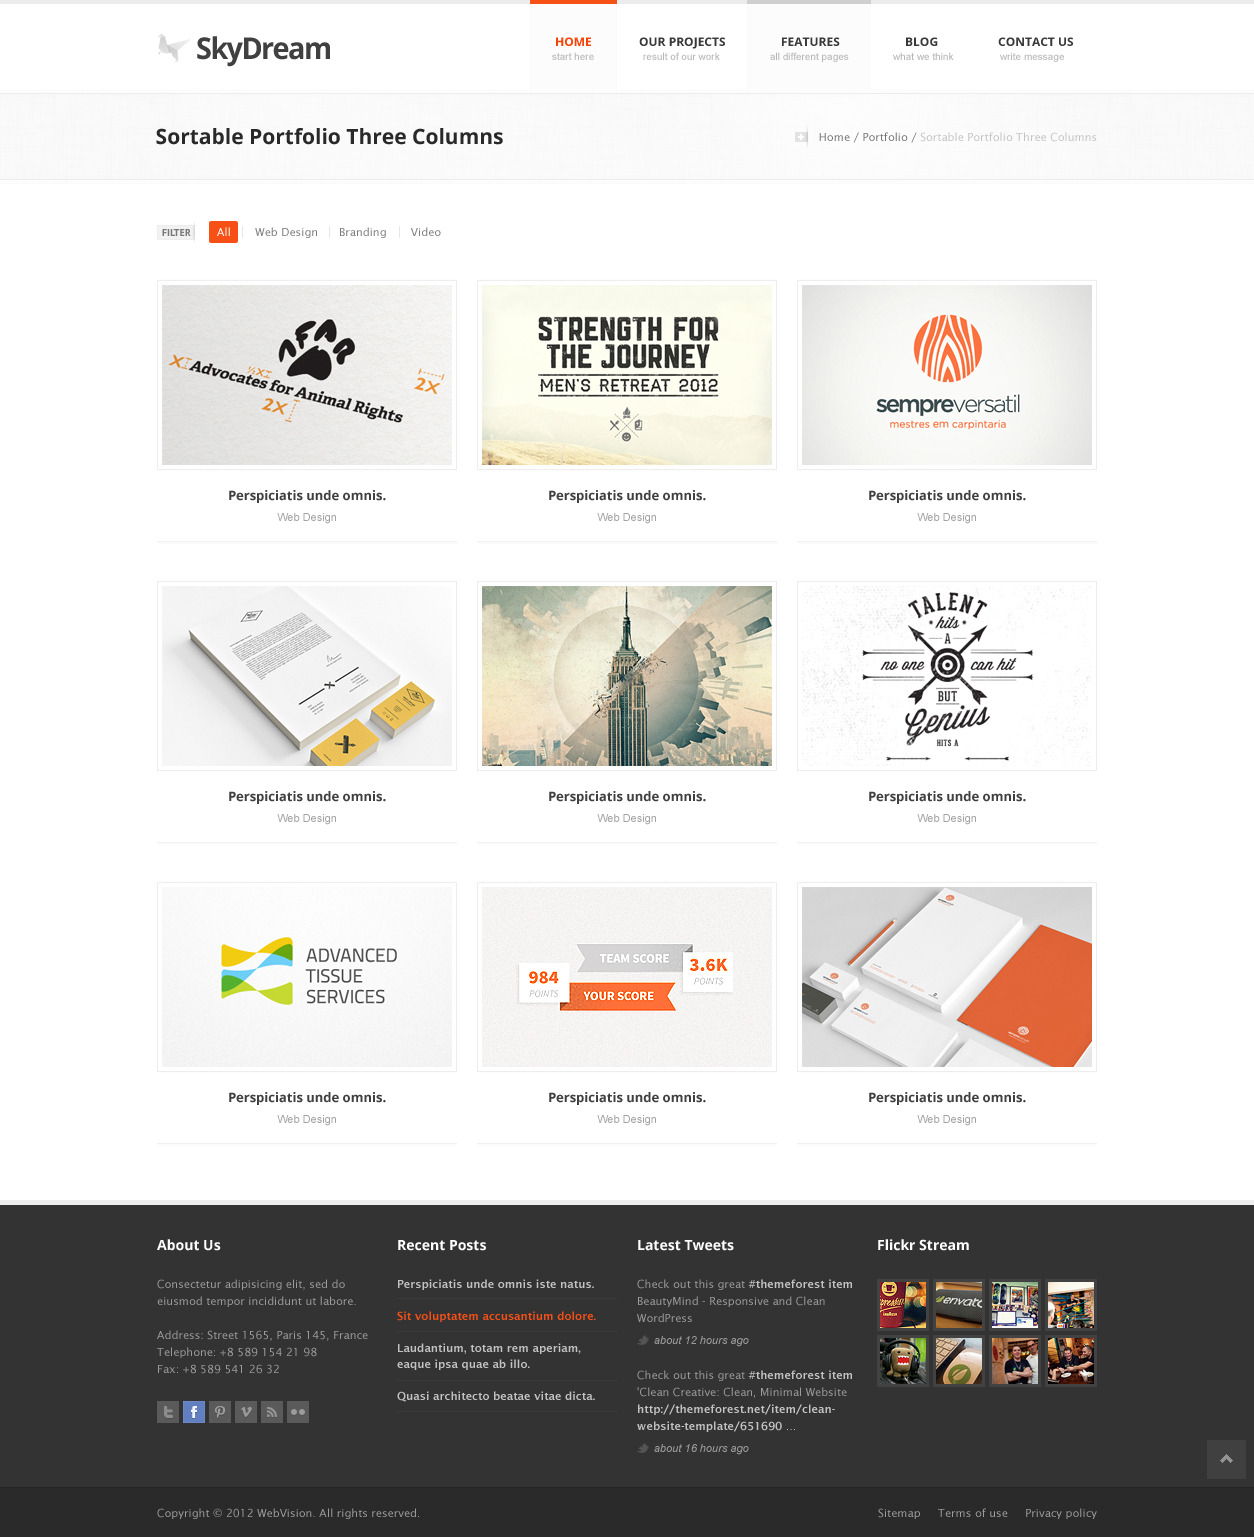 SkyDream
HOME
start here
OUR PROJECTS
result of our work
FEATURES
all different pages
BLOG
what we think
CONTACT US
write message
Sortable Portfolio Three Columns
Home / Portfolio / Sortable Portfolio Three Columns
FILTER
All
Web Design
Branding
Video
AFAR
X
½X
Advocates for Animal Rights
2X
2X
STRENGTH FOR
THE JOURNEY
MEN'S RETREAT 2012
sempreversatil
mestres em carpintaria
Perspiciatis unde omnis.
Web Design
Perspiciatis unde omnis.
Web Design
Perspiciatis unde omnis.
Web Design
TALENT
hits
A
no one can hit
BUT
Genius
HITS A
Perspiciatis unde omnis.
Web Design
Perspiciatis unde omnis.
Web Design
Perspiciatis unde omnis.
Web Design
ADVANCED
TISSUE
SERVICES
TEAM SCORE
3.6K
POINTS
984
POINTS
YOUR SCORE
Perspiciatis unde omnis.
Web Design
Perspiciatis unde omnis.
Web Design
Perspiciatis unde omnis.
Web Design
About Us
Consectetur adipisicing elit, sed do
eiusmod tempor incididunt ut labore.
Address: Street 1565, Paris 145, France
Telephone: +8 589 154 21 98
Fax: +8 589 541 26 32
Recent Posts
Perspiciatis unde omnis iste natus.
Sit voluptatem accusantium dolore.
Laudantium, totam rem aperiam,
eaque ipsa quae ab illo.
Quasi architecto beatae vitae dicta.
Latest Tweets
Check out this great #themeforest item
BeautyMind - Responsive and Clean
WordPress
about 12 hours ago
Check out this great #themeforest item
'Clean Creative: Clean, Minimal Website
http://themeforest.net/item/clean-
website-template/651690 ...
about 16 hours ago
Flickr Stream
envato
Copyright © 2012 WebVision. All rights reserved.
Sitemap
Terms of use
Privacy policy